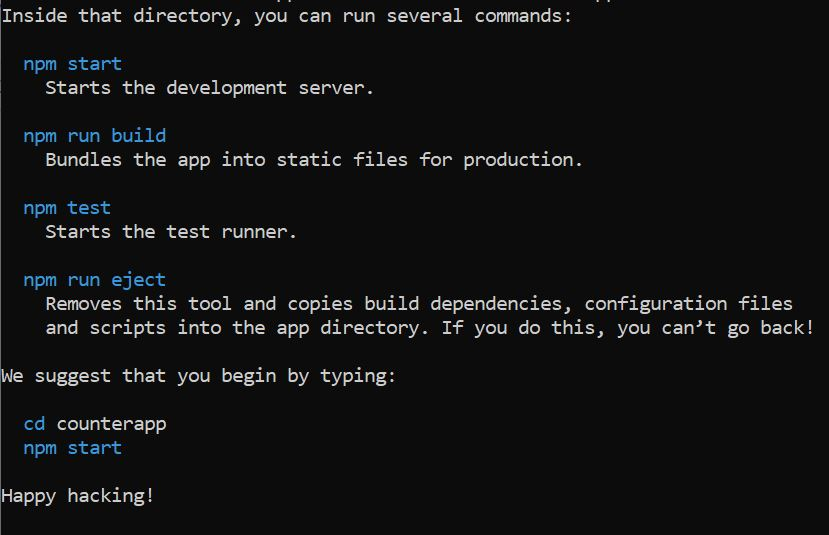 Inside that directory, you can run several commands:
npm start
Starts the development server.
npm run build
Bundles the app into static files for production.
npm test
Starts the test runner.
npm run eject
Removes this tool and copies build dependencies, configuration files
and scripts into the app directory. If you do this, you can’t go back!
We suggest that you begin by typing:
cd counterapp
npm start
Happy hacking!